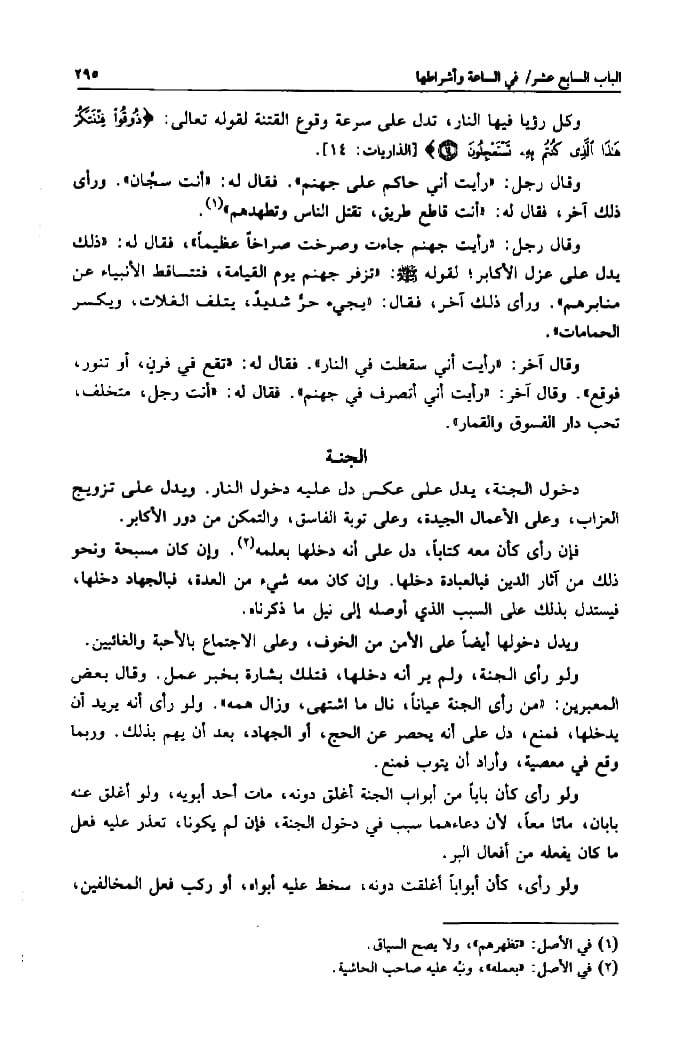 الباب السابع عشر/ في الساعة وأشراطها ٢٩٥
وكل رؤيا فيها النار، تدل على سرعة وقوع الفتنة لقوله تعالى: ﴿ذُوقُواْ فِتْنَتَكُمْ
هَذَا ٱلَّذِى كُنتُم بِهِۦ تَسْتَعْجِلُونَ ﴿١٤﴾﴾ [الذاريات: ١٤].
وقال رجل: «رأيت أني حاكم على جهنم». فقال له: «أنت سجّان». ورأى
ذلك آخر، فقال له: «أنت قاطع طريق، تقتل الناس وتطهدهم»(١).
وقال رجل: «رأيت جهنم جاءت وصرخت صراخاً عظيماً»، فقال له: «ذلك
يدل على عزل الأكابر؛ لقوله ﷺ: «تزفر جهنم يوم القيامة، فتتساقط الأنبياء عن
منابرهم». ورأى ذلك آخر، فقال: «يجيء حرٌّ شديدٌ، يتلف الغلات، ويكسر
الحمامات».
وقال آخر: «رأيت أني سقطت في النار». فقال له: «تقع في فرنٍ، أو تنور،
فوقع». وقال آخر: «رأيت أني أتصرف في جهنم». فقال له: «أنت رجل، متخلف،
تحب دار الفسوق والقمار».
الجنة
دخول الجنة، يدل على عكس دل عليه دخول النار. ويدل على تزويج
العزاب، وعلى الأعمال الجيدة، وعلى توبة الفاسق، والتمكن من دور الأكابر.
فإن رأى كأن معه كتاباً، دل على أنه دخلها بعلمه(٢). وإن كان مسبحة ونحو
ذلك من آثار الدين فبالعبادة دخلها. وإن كان معه شيء من العدة، فبالجهاد دخلها،
فيستدل بذلك على السبب الذي أوصله إلى نيل ما ذكرناه.
ويدل دخولها أيضاً على الأمن من الخوف، وعلى الاجتماع بالأحبة والغائبين.
ولو رأى الجنة، ولم ير أنه دخلها، فتلك بشارة بخبر عمل. وقال بعض
المعبرين: «من رأى الجنة عياناً، نال ما اشتهى، وزال همه». ولو رأى أنه يريد أن
يدخلها، فمنع، دل على أنه يحصر عن الحج، أو الجهاد، بعد أن يهم بذلك. وربما
وقع في معصية، وأراد أن يتوب فمنع.
ولو رأى كأن باباً من أبواب الجنة أغلق دونه، مات أحد أبويه، ولو أغلق عنه
بابان، ماتا معاً، لأن دعاءهما سبب في دخول الجنة، فإن لم يكونا، تعذر عليه فعل
ما كان يفعله من أفعال البر.
ولو رأى، كأن أبواباً أغلقت دونه، سخط عليه أبواه، أو ركب فعل المخالفين،
(١) في الأصل: «تظهرهم»، ولا يصح السياق.
(٢) في الأصل: «بعمله»، ونبّه عليه صاحب الحاشية.